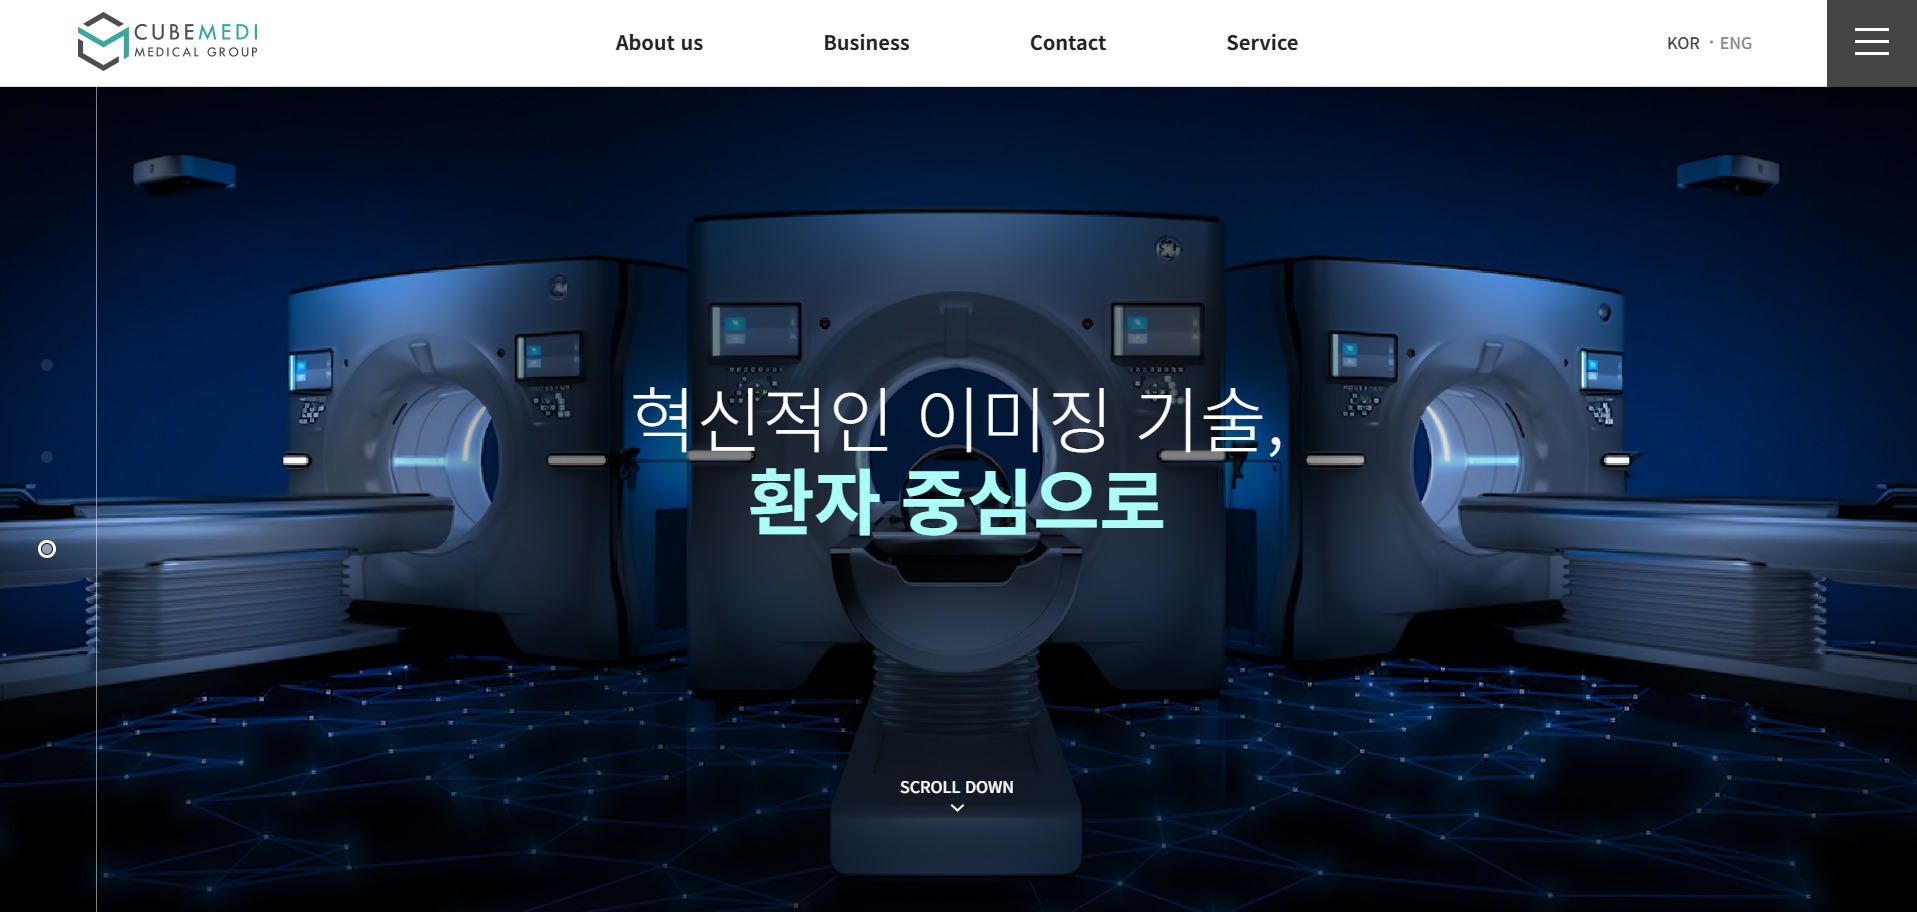 CUBEMEDI
MEDICAL GROUP
About us
Business
Contact
Service
KOR · ENG
혁신적인 이미징 기술,
환자 중심으로
SCROLL DOWN